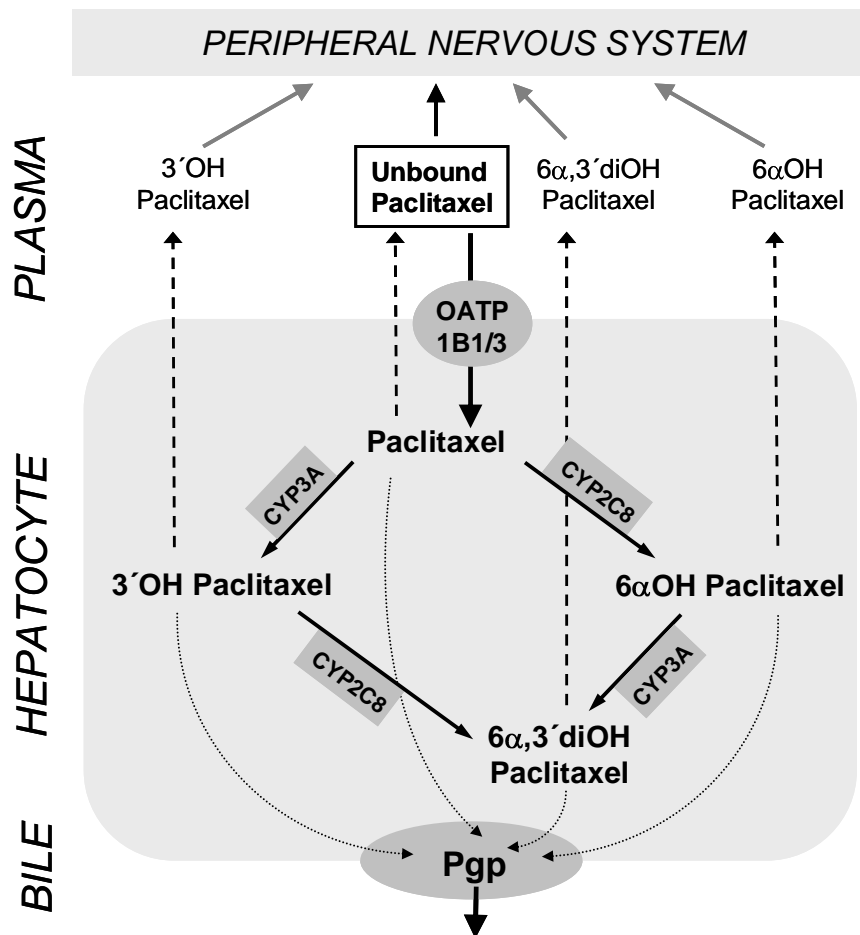 PERIPHERAL NERVOUS SYSTEM
PLASMA
3´OH
Paclitaxel
Unbound
Paclitaxel
6α,3´diOH
Paclitaxel
6αOH
Paclitaxel
OATP
1B1/3
HEPATOCYTE
Paclitaxel
CYP3A
CYP2C8
3´OH Paclitaxel
6αOH Paclitaxel
CYP2C8
CYP3A
6α,3´diOH
Paclitaxel
BILE
Pgp